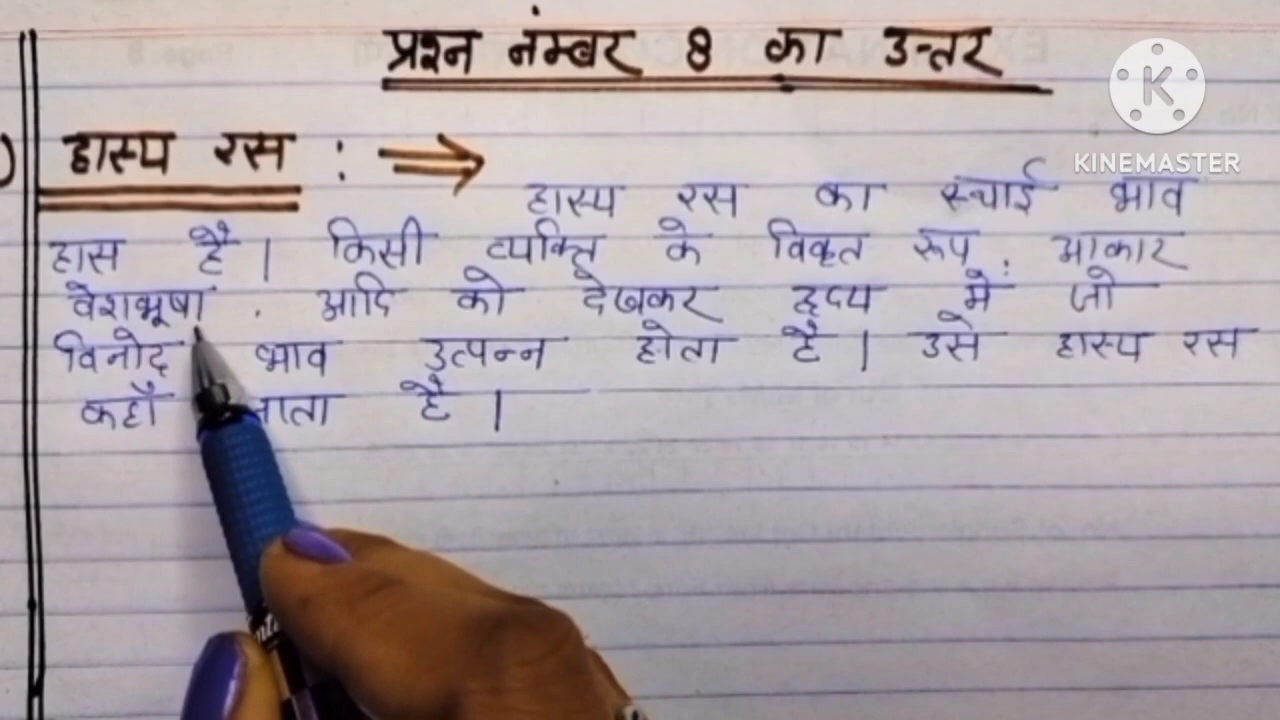 प्रश्न नंम्बर 8 का उत्तर
KINEMASTER
हास्य रस : ⇒
हास्य रस का स्थाई भाव
हास है। किसी व्यक्ति के विकृत रूप. आकार
वेशभूषा . आदि को देखकर हृदय में जो
विनोद भाव उत्पन्न होता है। उसे हास्य रस
कहाँ जाता है।